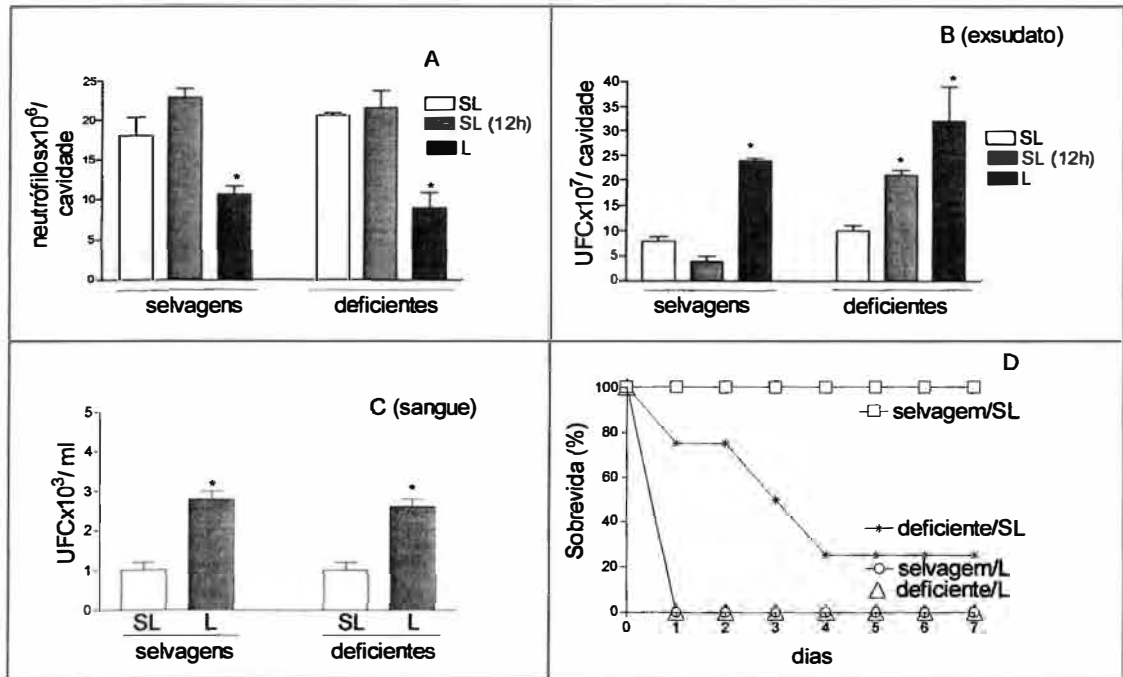 A
neutrófilosx10⁶/
cavidade
25
20
15
10
5
0
SL
SL (12h)
L
*
*
selvagens
deficientes
B (exsudato)
UFCx10⁷/ cavidade
40
35
30
25
20
15
10
5
0
SL
SL (12h)
L
*
*
*
selvagens
deficientes
C (sangue)
UFCx10³/ ml
5
4
3
2
1
0
*
*
SL L SL L
selvagens
deficientes
D
Sobrevida (%)
100
80
60
40
20
0
selvagem/SL
deficiente/SL
selvagem/L
deficiente/L
0 1 2 3 4 5 6 7
dias